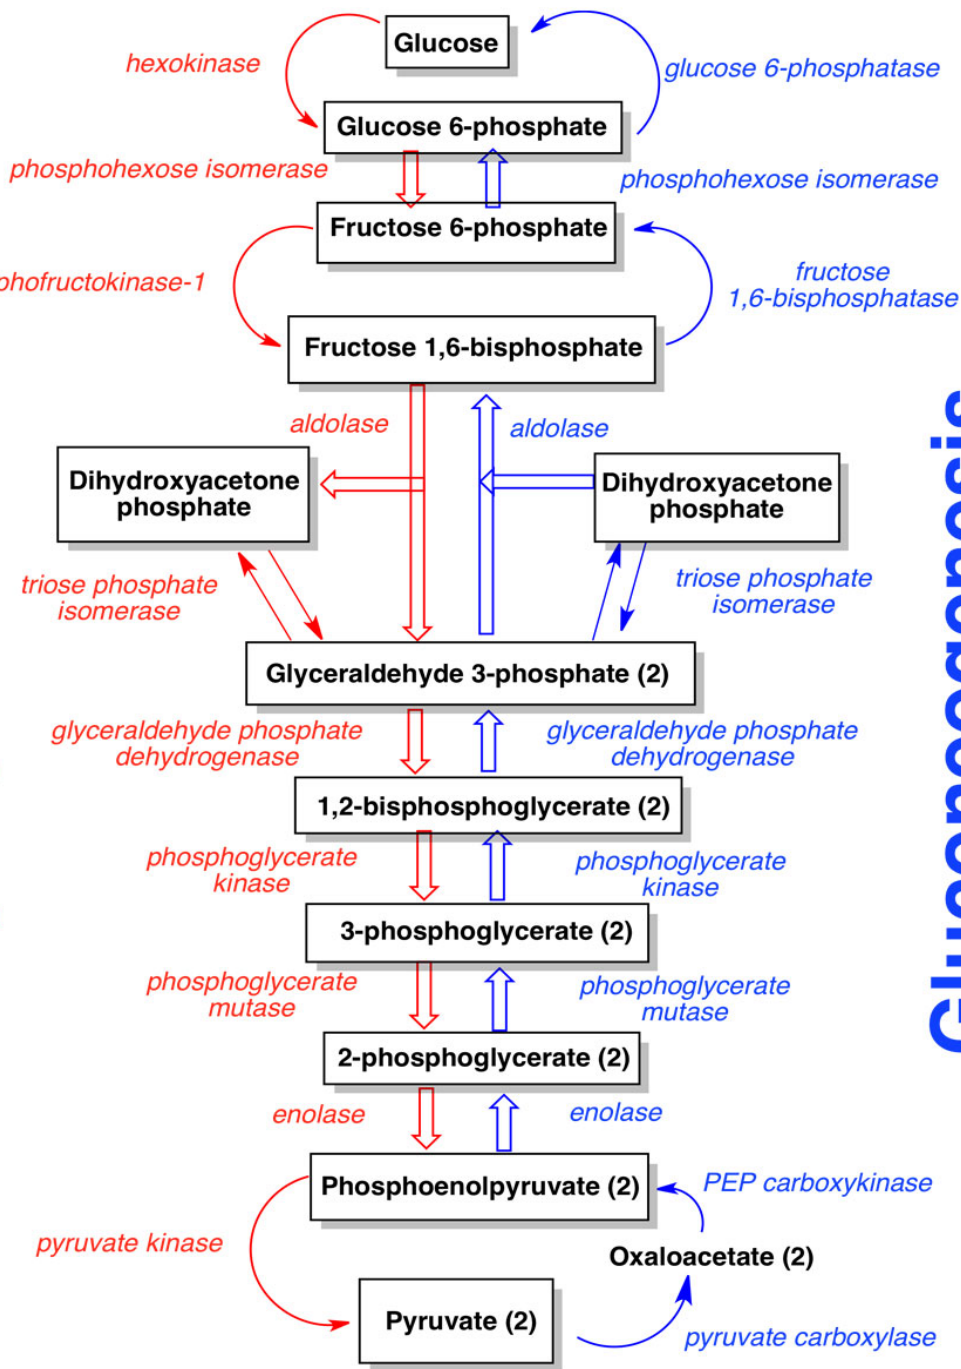 Glucose
hexokinase
glucose 6-phosphatase
Glucose 6-phosphate
phosphohexose isomerase
phosphohexose isomerase
Fructose 6-phosphate
phofructokinase-1
fructose
1,6-bisphosphatase
Fructose 1,6-bisphosphate
aldolase
aldolase
Dihydroxyacetone
phosphate
Dihydroxyacetone
phosphate
triose phosphate
isomerase
triose phosphate
isomerase
Glyceraldehyde 3-phosphate (2)
glyceraldehyde phosphate
dehydrogenase
glyceraldehyde phosphate
dehydrogenase
1,2-bisphosphoglycerate (2)
phosphoglycerate
kinase
phosphoglycerate
kinase
3-phosphoglycerate (2)
phosphoglycerate
mutase
phosphoglycerate
mutase
2-phosphoglycerate (2)
enolase
enolase
Phosphoenolpyruvate (2)
PEP carboxykinase
pyruvate kinase
Oxaloacetate (2)
Pyruvate (2)
pyruvate carboxylase
Gluconeogenesis